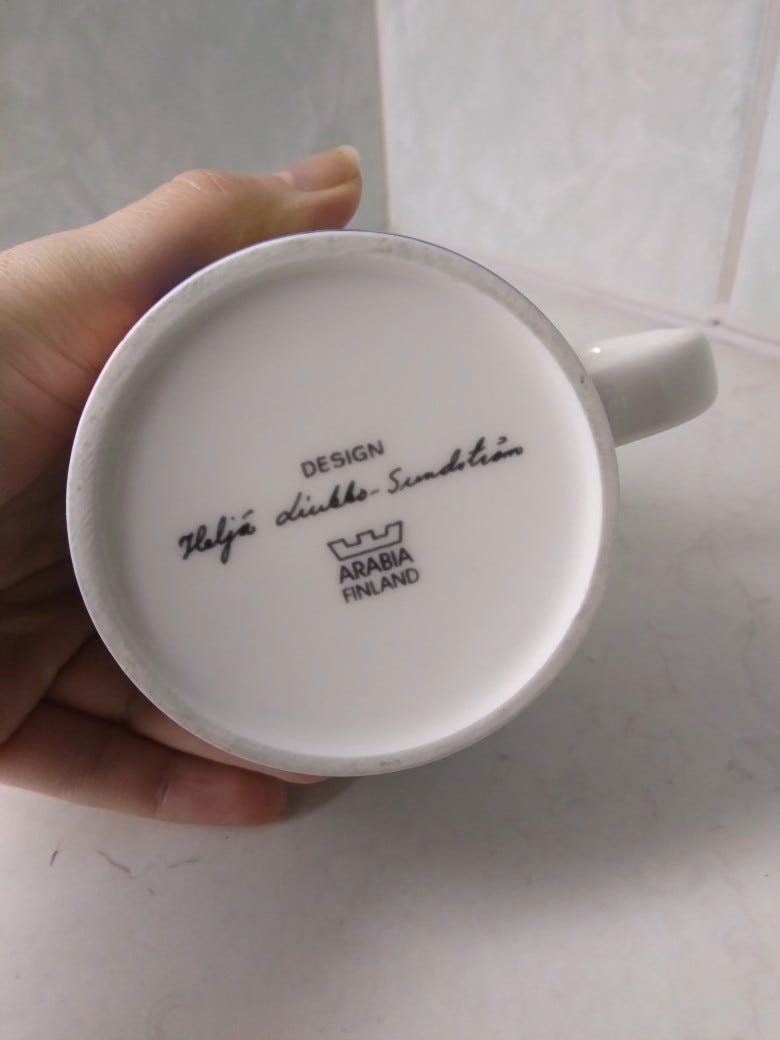 DESIGN
Heljä Liukko-Sundström
ARABIA
FINLAND